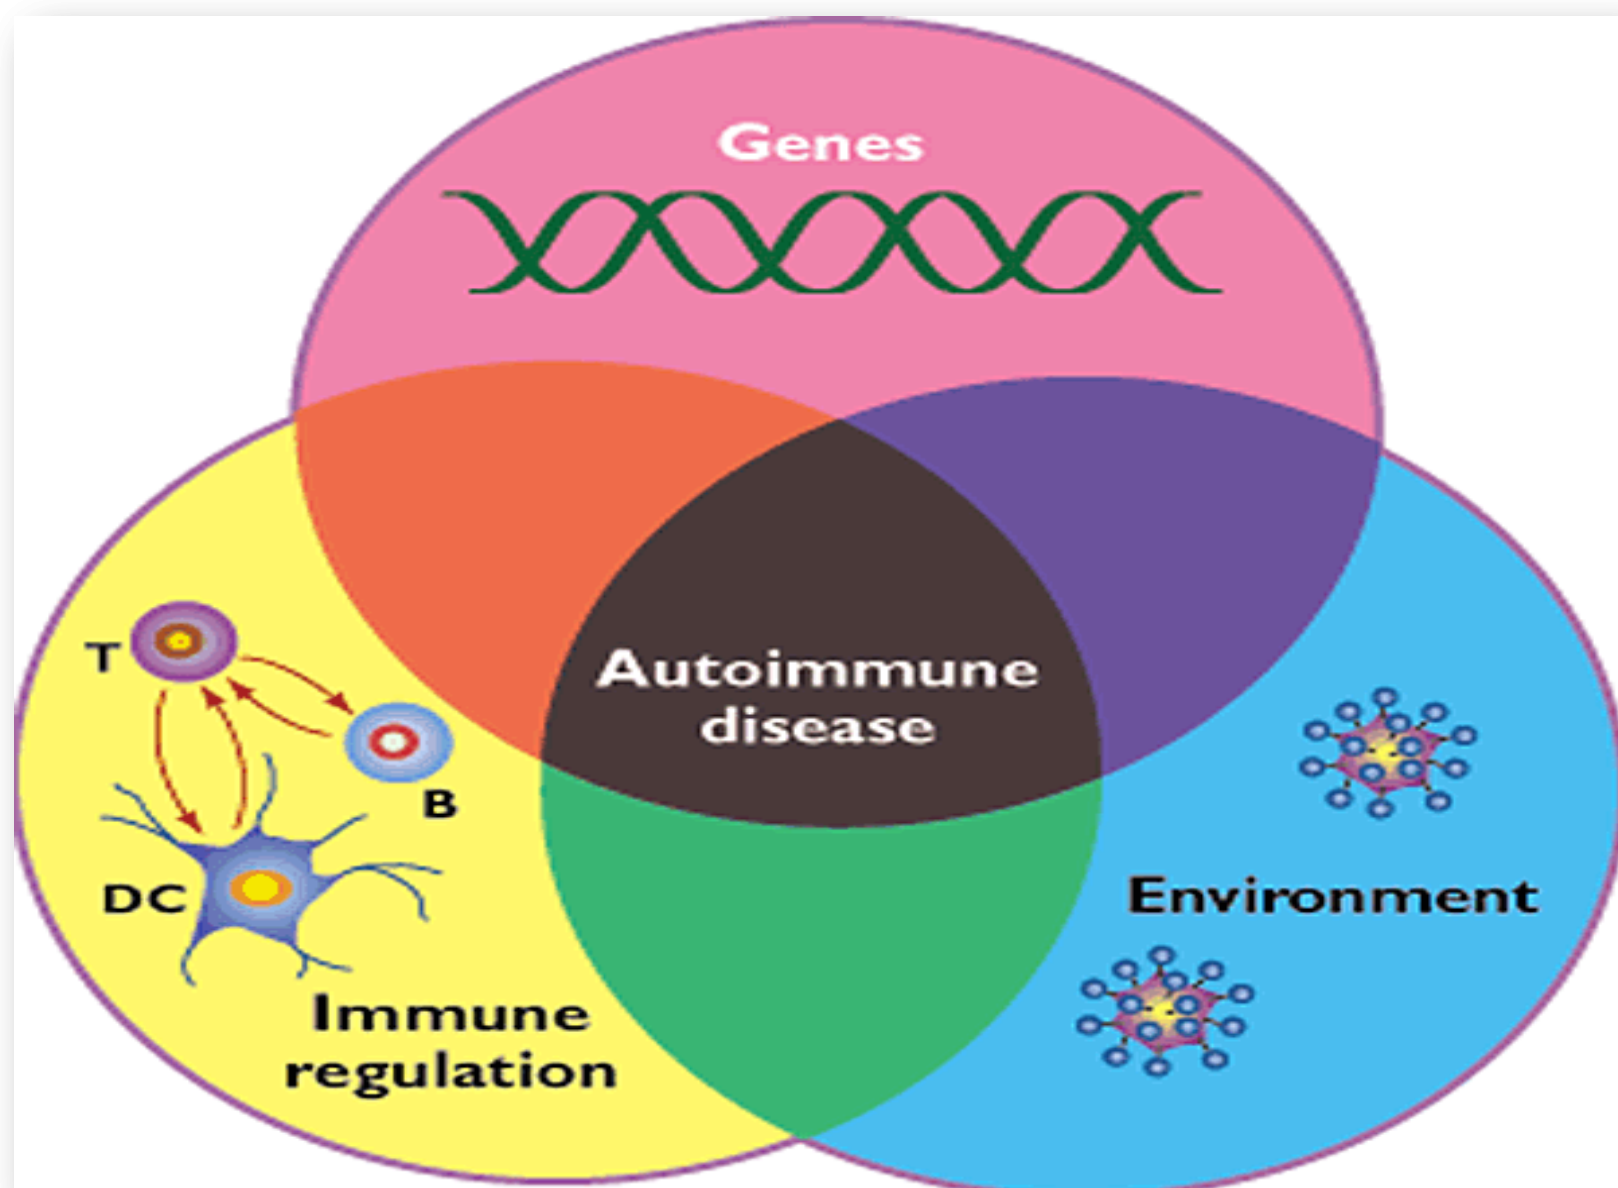 Genes
Autoimmune
disease
T
B
DC
Immune
regulation
Environment